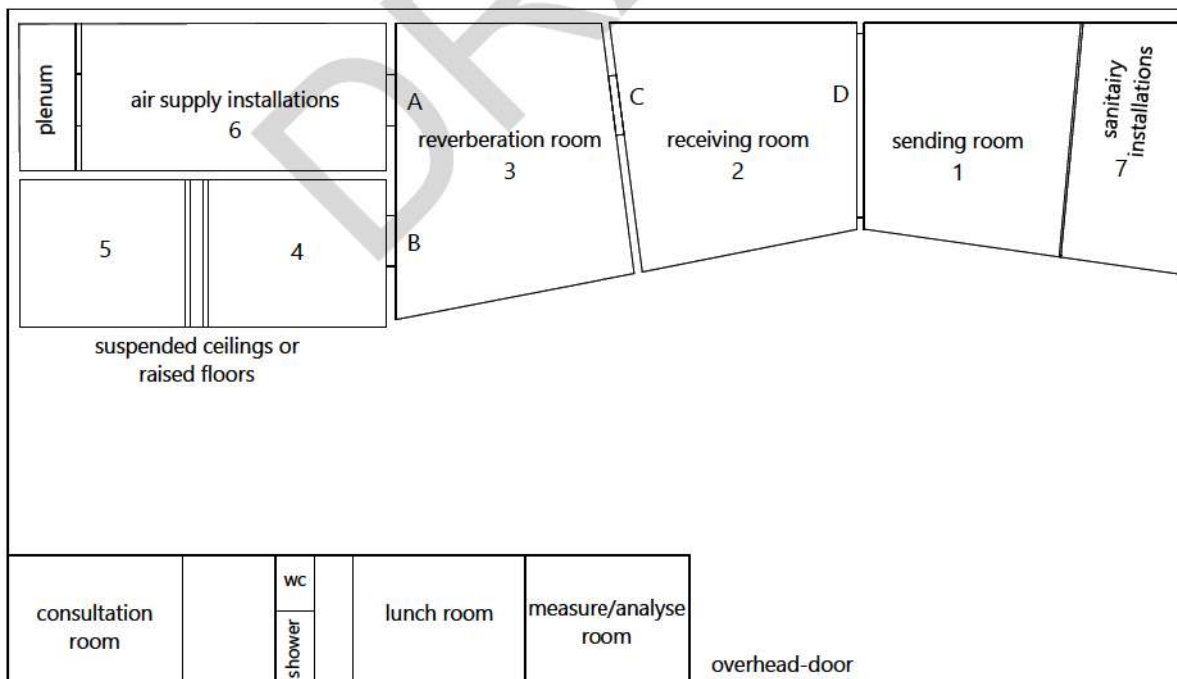 plenum
air supply installations
6
A
reverberation room
3
C
receiving room
2
D
sending room
1
sanitairy
installations
7
5
4
B
suspended ceilings or
raised floors
consultation
room
wc
shower
lunch room
measure/analyse
room
overhead-door